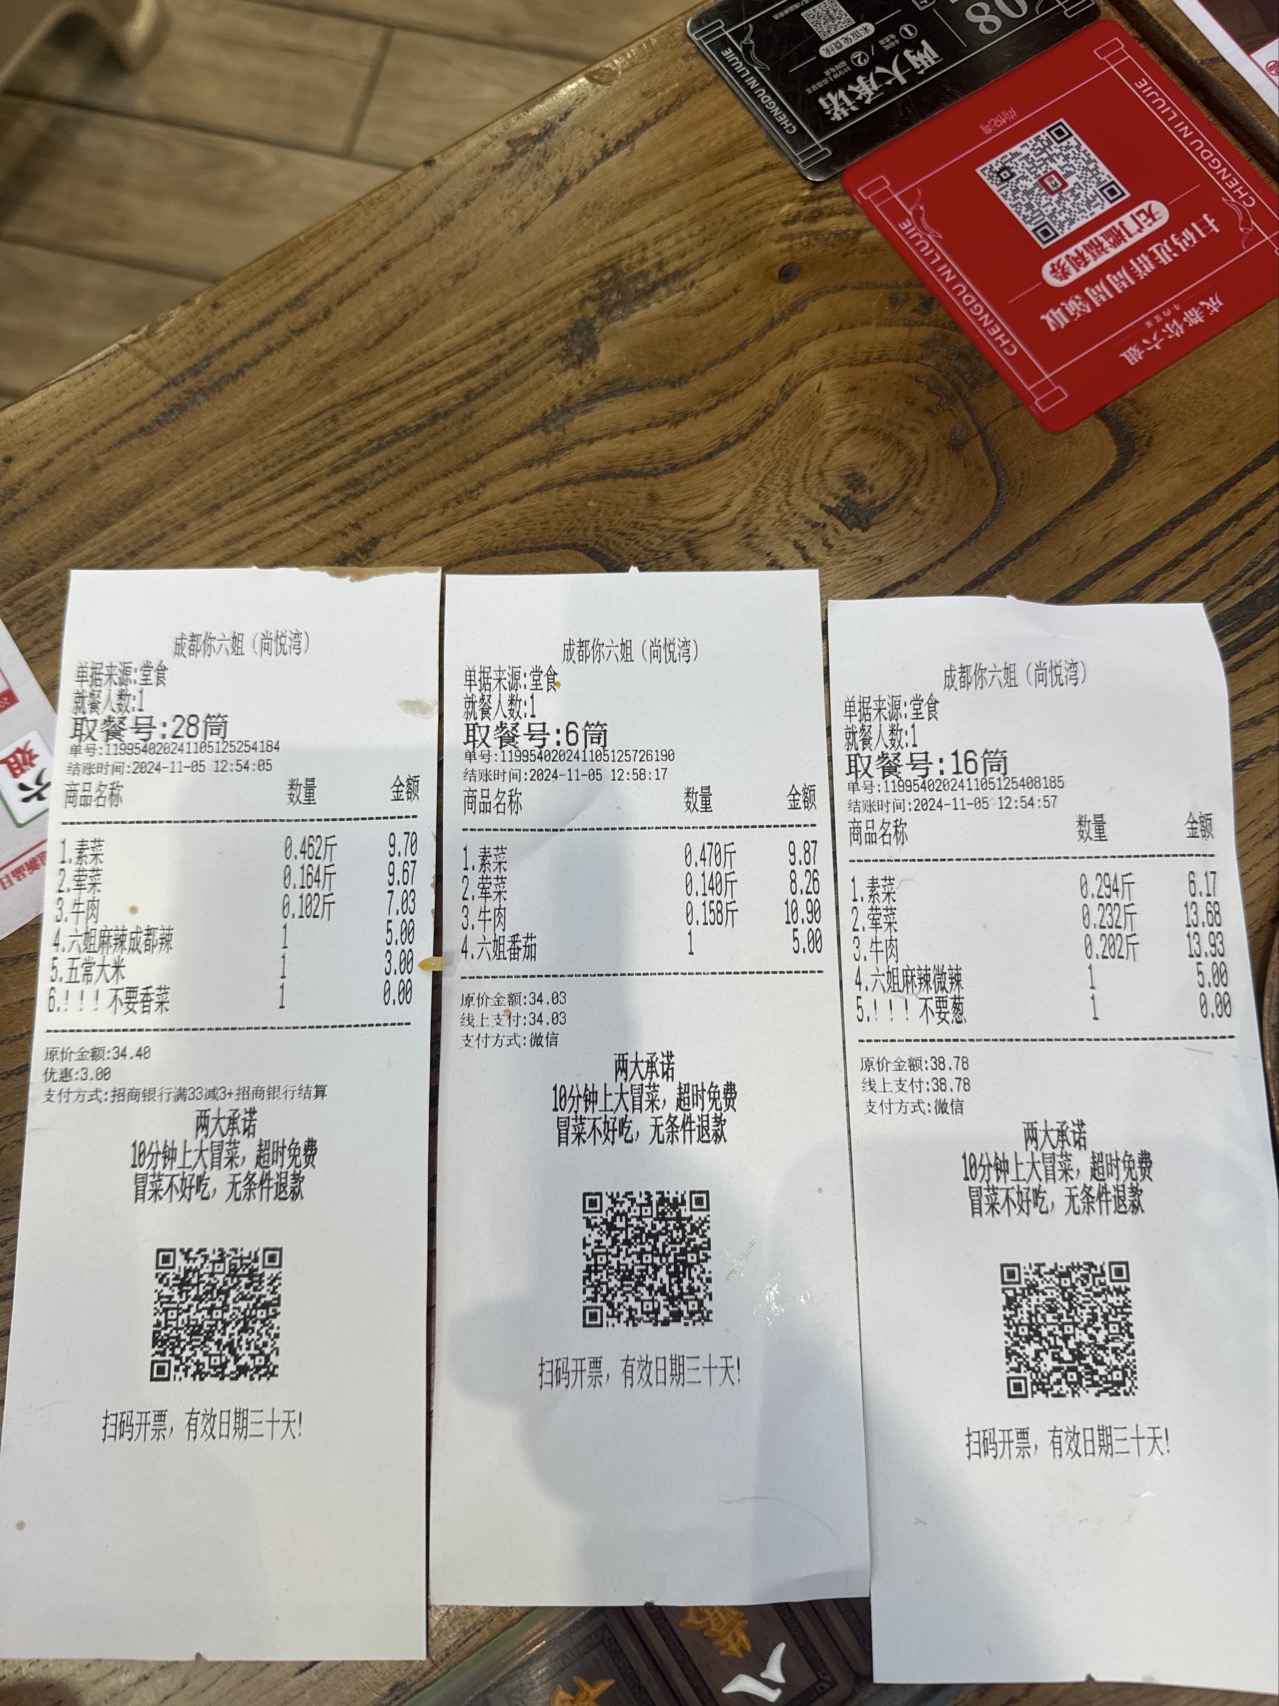 08
两大承诺
CHENGDU NI LIUJIE
尚悦湾
无门槛福利券
扫码进群周周领取
成都你六姐
CHENGDU NI LIUJIE
CHENGDU NI LIUJIE
六
姐
成都你六姐(尚悦湾)
单据来源:堂食
就餐人数:1
取餐号:28筒
单号:119954020241105125254184
结账时间:2024-11-05 12:54:05
商品名称 数量 金额
1.素菜 0.462斤 9.70
2.荤菜 0.164斤 9.67
3.牛肉 0.102斤 7.03
4.六姐麻辣成都辣 1 5.00
5.五常大米 1 3.00
6.!!!不要香菜 1 0.00
原价金额:34.40
优惠:3.00
支付方式:招商银行满33减3+招商银行结算
两大承诺
10分钟上大冒菜,超时免费
冒菜不好吃,无条件退款
扫码开票,有效日期三十天!
成都你六姐(尚悦湾)
单据来源:堂食
就餐人数:1
取餐号:6筒
单号:119954020241105125726190
结账时间:2024-11-05 12:58:17
商品名称 数量 金额
1.素菜 0.470斤 9.87
2.荤菜 0.140斤 8.26
3.牛肉 0.158斤 10.90
4.六姐番茄 1 5.00
原价金额:34.03
线上支付:34.03
支付方式:微信
两大承诺
10分钟上大冒菜,超时免费
冒菜不好吃,无条件退款
扫码开票,有效日期三十天!
成都你六姐(尚悦湾)
单据来源:堂食
就餐人数:1
取餐号:16筒
单号:119954020241105125408185
结账时间:2024-11-05 12:54:57
商品名称 数量 金额
1.素菜 0.294斤 6.17
2.荤菜 0.232斤 13.68
3.牛肉 0.202斤 13.93
4.六姐麻辣微辣 1 5.00
5.!!!不要葱 1 0.00
原价金额:38.78
线上支付:38.78
支付方式:微信
两大承诺
10分钟上大冒菜,超时免费
冒菜不好吃,无条件退款
扫码开票,有效日期三十天!
八